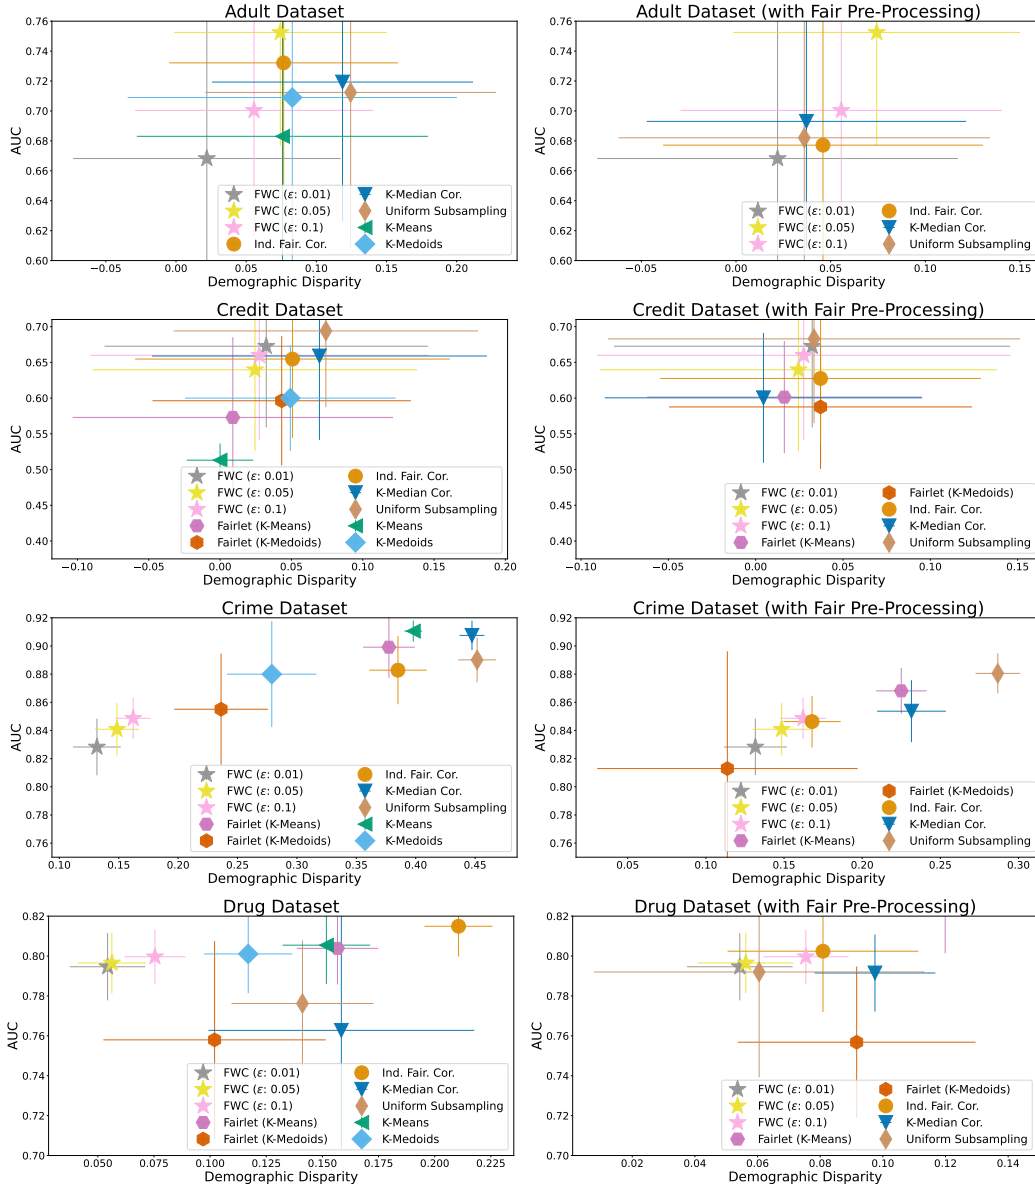 Adult Dataset
AUC
0.76
0.74
0.72
0.70
0.68
0.66
0.64
0.62
0.60
FWC (ε: 0.01)
FWC (ε: 0.05)
FWC (ε: 0.1)
Ind. Fair. Cor.
K-Median Cor.
Uniform Subsampling
K-Means
K-Medoids
−0.05 0.00 0.05 0.10 0.15 0.20
Demographic Disparity
Adult Dataset (with Fair Pre-Processing)
AUC
0.76
0.74
0.72
0.70
0.68
0.66
0.64
0.62
0.60
FWC (ε: 0.01)
FWC (ε: 0.05)
FWC (ε: 0.1)
Ind. Fair. Cor.
K-Median Cor.
Uniform Subsampling
−0.05 0.00 0.05 0.10 0.15
Demographic Disparity
Credit Dataset
AUC
0.70
0.65
0.60
0.55
0.50
0.45
0.40
FWC (ε: 0.01)
FWC (ε: 0.05)
FWC (ε: 0.1)
Fairlet (K-Means)
Fairlet (K-Medoids)
Ind. Fair. Cor.
K-Median Cor.
Uniform Subsampling
K-Means
K-Medoids
−0.10 −0.05 0.00 0.05 0.10 0.15 0.20
Demographic Disparity
Credit Dataset (with Fair Pre-Processing)
AUC
0.70
0.65
0.60
0.55
0.50
0.45
0.40
FWC (ε: 0.01)
FWC (ε: 0.05)
FWC (ε: 0.1)
Fairlet (K-Means)
Fairlet (K-Medoids)
Ind. Fair. Cor.
K-Median Cor.
Uniform Subsampling
−0.10 −0.05 0.00 0.05 0.10 0.15
Demographic Disparity
Crime Dataset
AUC
0.92
0.90
0.88
0.86
0.84
0.82
0.80
0.78
0.76
FWC (ε: 0.01)
FWC (ε: 0.05)
FWC (ε: 0.1)
Fairlet (K-Means)
Fairlet (K-Medoids)
Ind. Fair. Cor.
K-Median Cor.
Uniform Subsampling
K-Means
K-Medoids
0.10 0.15 0.20 0.25 0.30 0.35 0.40 0.45
Demographic Disparity
Crime Dataset (with Fair Pre-Processing)
AUC
0.92
0.90
0.88
0.86
0.84
0.82
0.80
0.78
0.76
FWC (ε: 0.01)
FWC (ε: 0.05)
FWC (ε: 0.1)
Fairlet (K-Means)
Fairlet (K-Medoids)
Ind. Fair. Cor.
K-Median Cor.
Uniform Subsampling
0.05 0.10 0.15 0.20 0.25 0.30
Demographic Disparity
Drug Dataset
AUC
0.82
0.80
0.78
0.76
0.74
0.72
0.70
FWC (ε: 0.01)
FWC (ε: 0.05)
FWC (ε: 0.1)
Fairlet (K-Means)
Fairlet (K-Medoids)
Ind. Fair. Cor.
K-Median Cor.
Uniform Subsampling
K-Means
K-Medoids
0.050 0.075 0.100 0.125 0.150 0.175 0.200 0.225
Demographic Disparity
Drug Dataset (with Fair Pre-Processing)
AUC
0.82
0.80
0.78
0.76
0.74
0.72
0.70
FWC (ε: 0.01)
FWC (ε: 0.05)
FWC (ε: 0.1)
Fairlet (K-Means)
Fairlet (K-Medoids)
Ind. Fair. Cor.
K-Median Cor.
Uniform Subsampling
0.02 0.04 0.06 0.08 0.10 0.12 0.14
Demographic Disparity